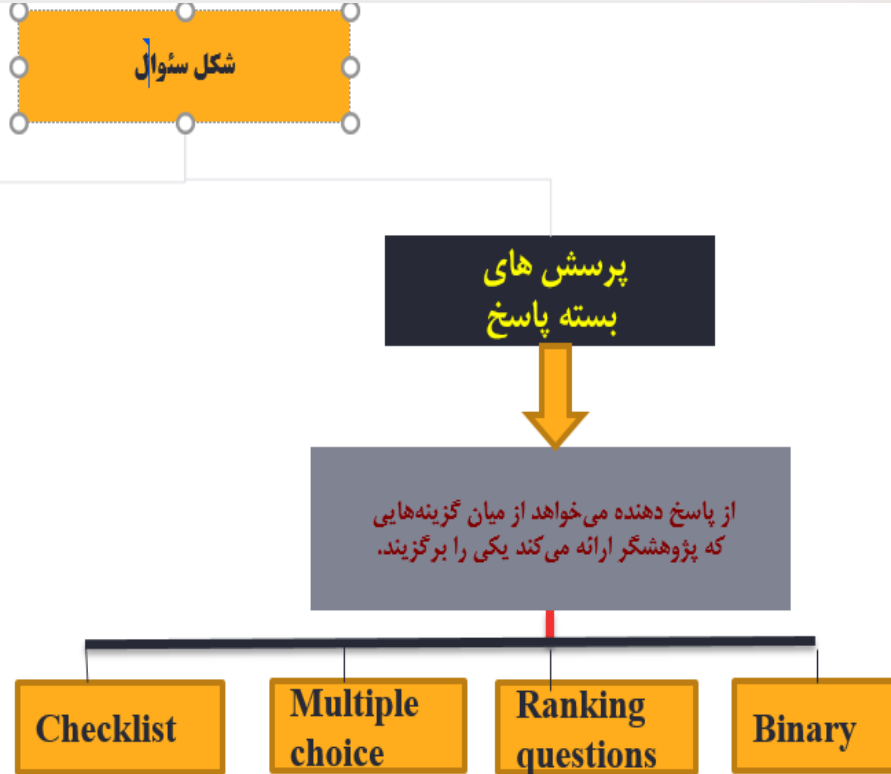 شکل سئوال
پرسش های
بسته پاسخ
از پاسخ دهنده می‌خواهد از میان گزینه‌هایی
که پژوهشگر ارائه می‌کند یکی را برگزیند.
Checklist
Multiple
choice
Ranking
questions
Binary